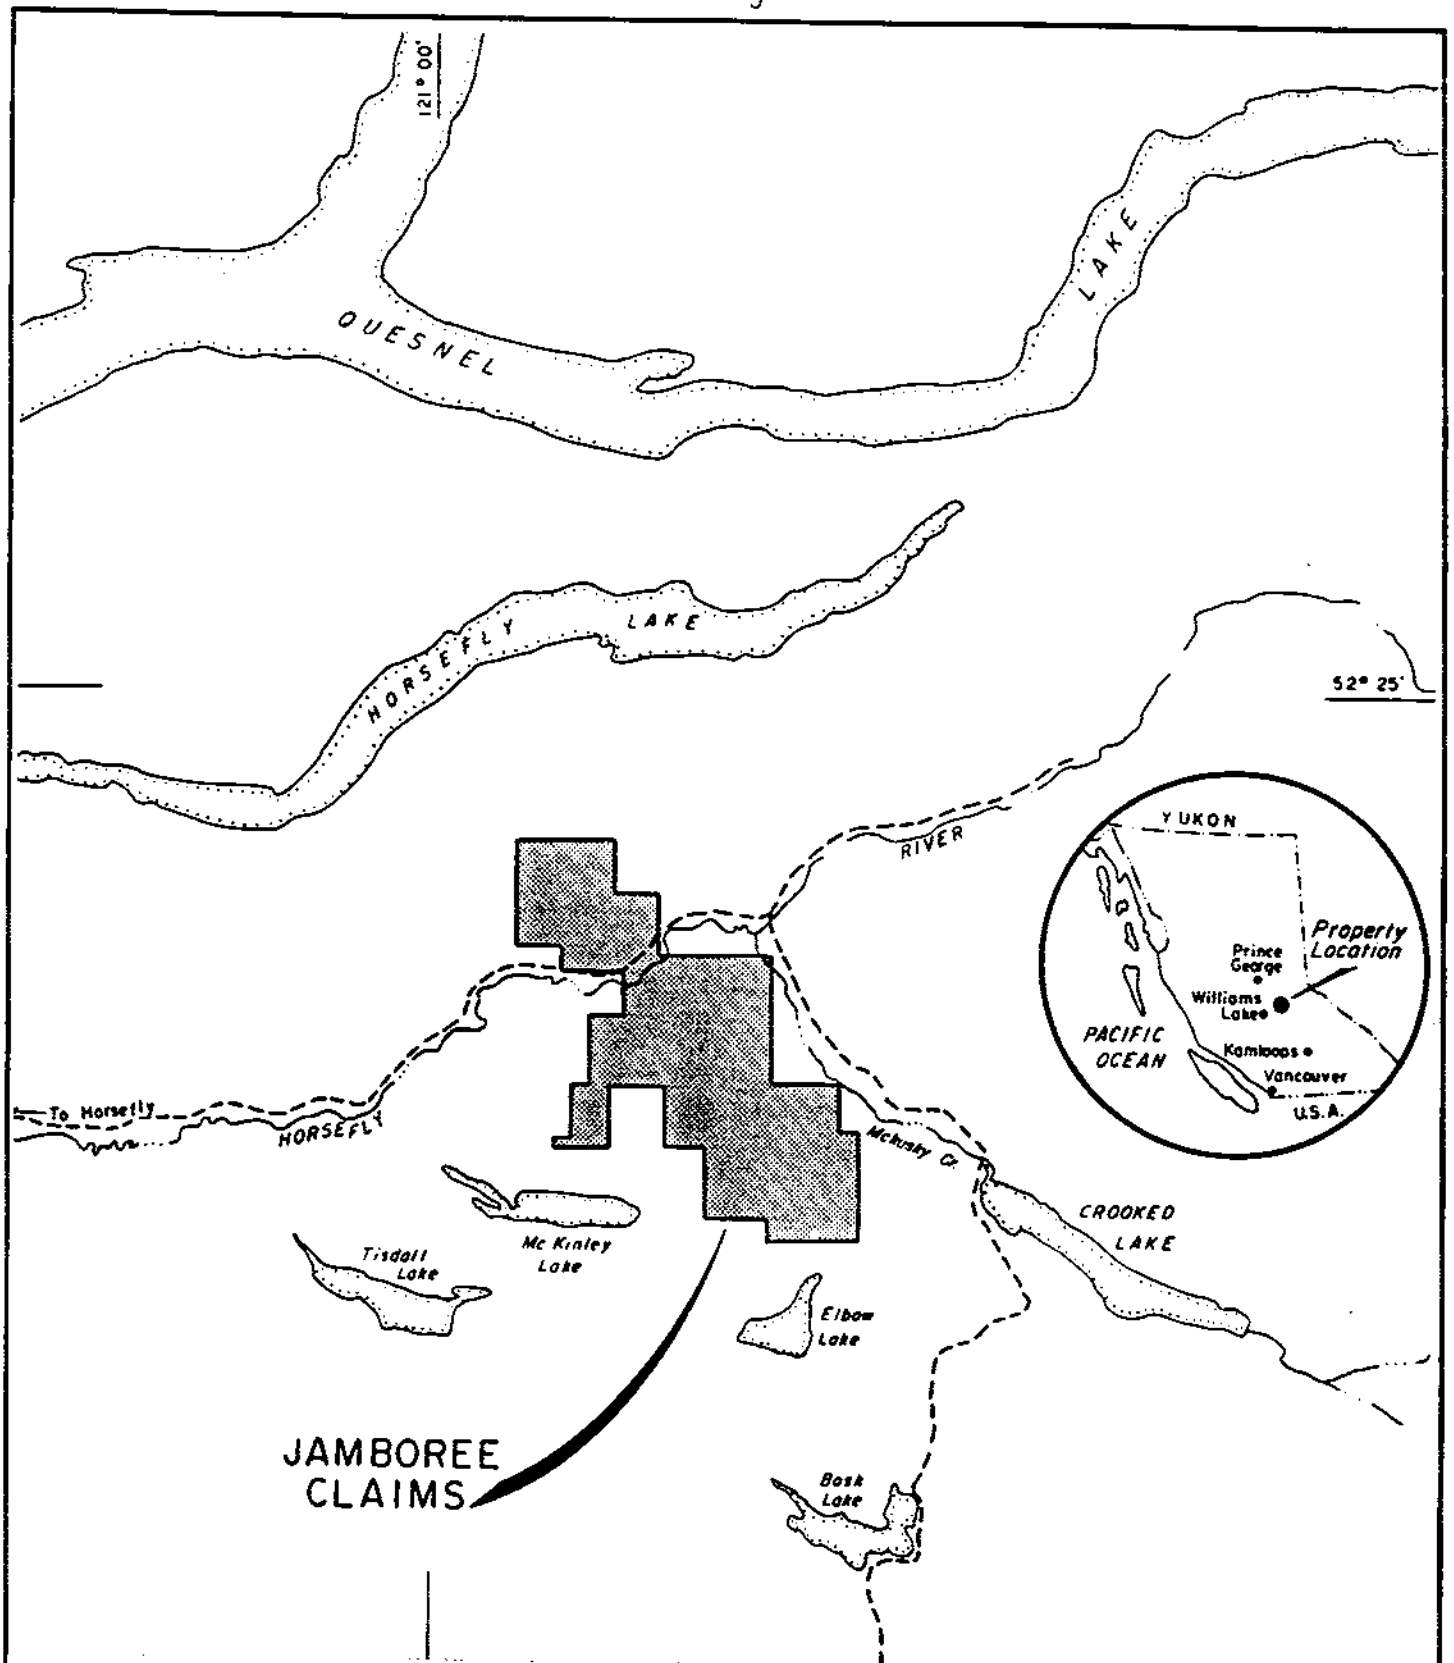 121° 00'
LAKE
QUESNEL
HORSEFLY LAKE
52° 25'
RIVER
YUKON
Property
Location
Prince
George
Williams
Lake
PACIFIC
OCEAN
Kamloops
Vancouver
U.S.A.
To Horsefly
HORSEFLY
McKusky Cr.
CROOKED
LAKE
Mc Kinley
Lake
Tisdall
Lake
Elbow
Lake
JAMBOREE
CLAIMS
Bosk
Lake